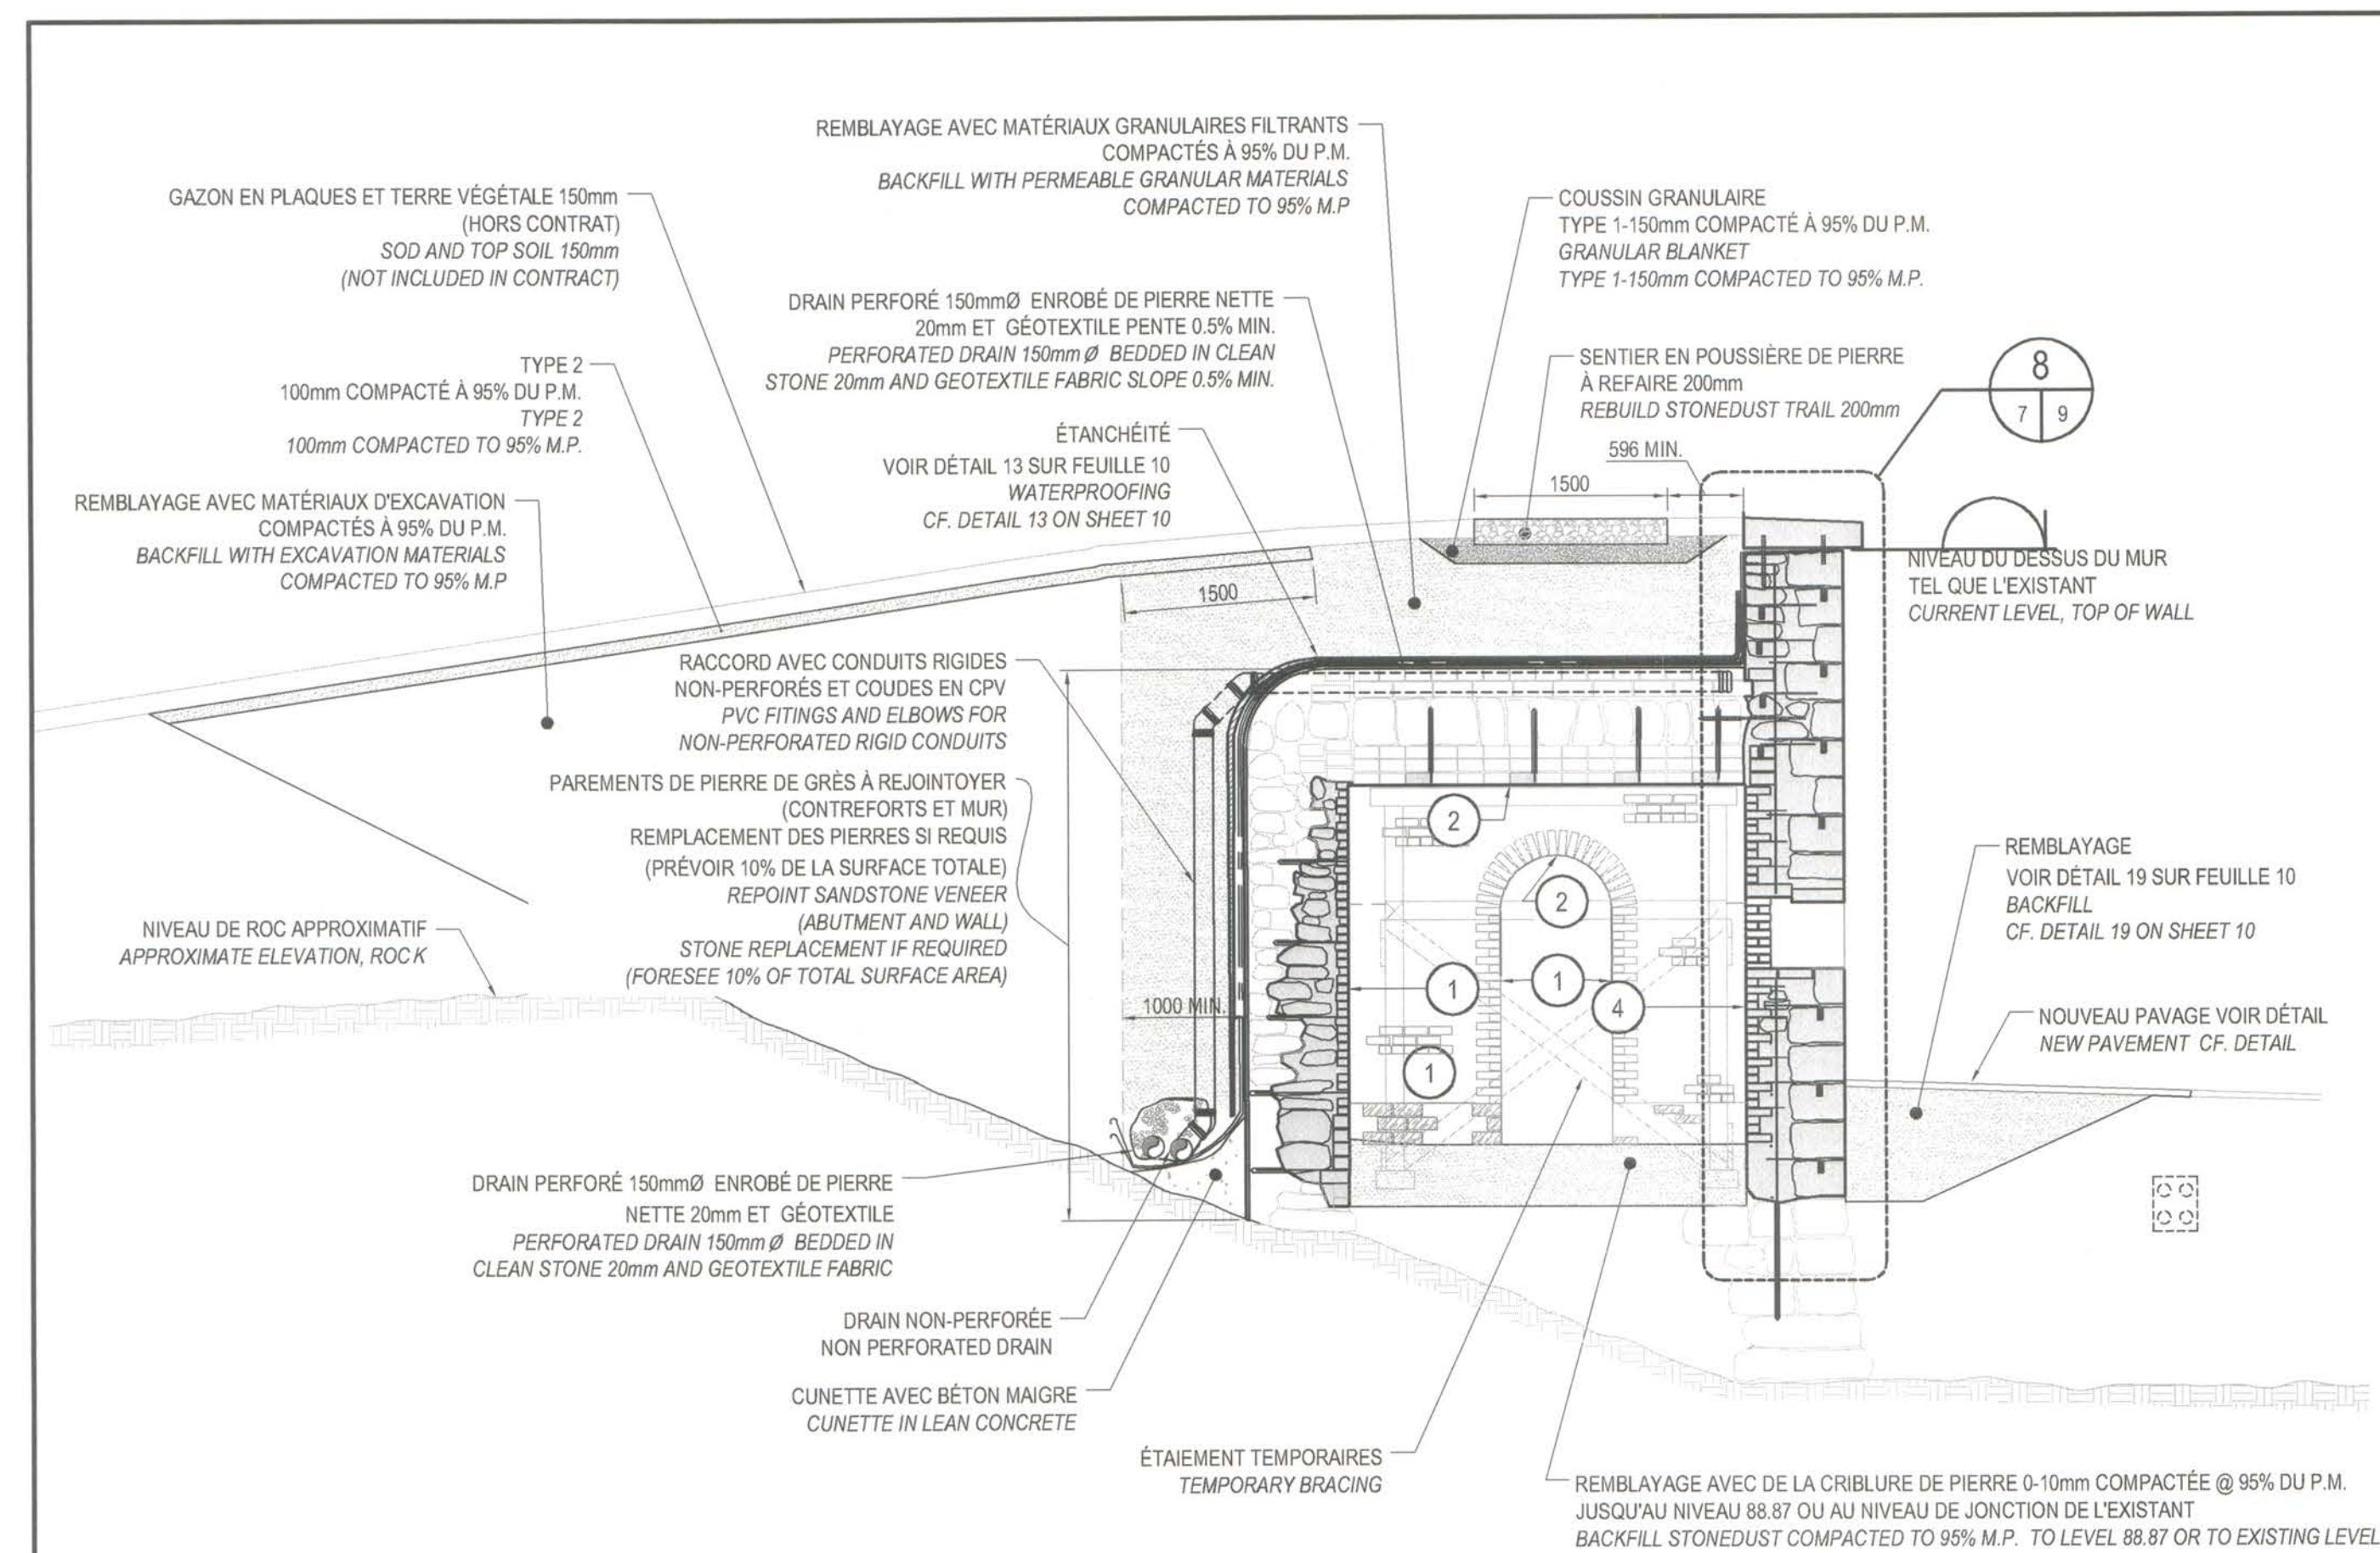 REMBLAYAGE AVEC MATÉRIAUX GRANULAIRES FILTRANTS
COMPACTÉS À 95% DU P.M.
BACKFILL WITH PERMEABLE GRANULAR MATERIALS
COMPACTED TO 95% M.P
GAZON EN PLAQUES ET TERRE VÉGÉTALE 150mm
(HORS CONTRAT)
SOD AND TOP SOIL 150mm
(NOT INCLUDED IN CONTRACT)
COUSSIN GRANULAIRE
TYPE 1-150mm COMPACTÉ À 95% DU P.M.
GRANULAR BLANKET
TYPE 1-150mm COMPACTED TO 95% M.P.
DRAIN PERFORÉ 150mmØ ENROBÉ DE PIERRE NETTE
20mm ET GÉOTEXTILE PENTE 0.5% MIN.
PERFORATED DRAIN 150mm Ø BEDDED IN CLEAN
STONE 20mm AND GEOTEXTILE FABRIC SLOPE 0.5% MIN.
TYPE 2
100mm COMPACTÉ À 95% DU P.M.
TYPE 2
100mm COMPACTED TO 95% M.P.
SENTIER EN POUSSIÈRE DE PIERRE
À REFAIRE 200mm
REBUILD STONEDUST TRAIL 200mm
8
7 9
ÉTANCHÉITÉ
VOIR DÉTAIL 13 SUR FEUILLE 10
WATERPROOFING
CF. DETAIL 13 ON SHEET 10
596 MIN.
1500
REMBLAYAGE AVEC MATÉRIAUX D'EXCAVATION
COMPACTÉS À 95% DU P.M.
BACKFILL WITH EXCAVATION MATERIALS
COMPACTED TO 95% M.P
NIVEAU DU DESSUS DU MUR
TEL QUE L'EXISTANT
CURRENT LEVEL, TOP OF WALL
1500
RACCORD AVEC CONDUITS RIGIDES
NON-PERFORÉS ET COUDES EN CPV
PVC FITINGS AND ELBOWS FOR
NON-PERFORATED RIGID CONDUITS
PAREMENTS DE PIERRE DE GRÈS À REJOINTOYER
(CONTREFORTS ET MUR)
REMPLACEMENT DES PIERRES SI REQUIS
(PRÉVOIR 10% DE LA SURFACE TOTALE)
REPOINT SANDSTONE VENEER
(ABUTMENT AND WALL)
STONE REPLACEMENT IF REQUIRED
(FORESEE 10% OF TOTAL SURFACE AREA)
2
2
1
1
4
1
REMBLAYAGE
VOIR DÉTAIL 19 SUR FEUILLE 10
BACKFILL
CF. DETAIL 19 ON SHEET 10
NIVEAU DE ROC APPROXIMATIF
APPROXIMATE ELEVATION, ROCK
1000 MIN.
NOUVEAU PAVAGE VOIR DÉTAIL
NEW PAVEMENT CF. DETAIL
DRAIN PERFORÉ 150mmØ ENROBÉ DE PIERRE
NETTE 20mm ET GÉOTEXTILE
PERFORATED DRAIN 150mm Ø BEDDED IN
CLEAN STONE 20mm AND GEOTEXTILE FABRIC
DRAIN NON-PERFORÉE
NON PERFORATED DRAIN
CUNETTE AVEC BÉTON MAIGRE
CUNETTE IN LEAN CONCRETE
ÉTAIEMENT TEMPORAIRES
TEMPORARY BRACING
REMBLAYAGE AVEC DE LA CRIBLURE DE PIERRE 0-10mm COMPACTÉE @ 95% DU P.M.
JUSQU'AU NIVEAU 88.87 OU AU NIVEAU DE JONCTION DE L'EXISTANT
BACKFILL STONEDUST COMPACTED TO 95% M.P. TO LEVEL 88.87 OR TO EXISTING LEVEL